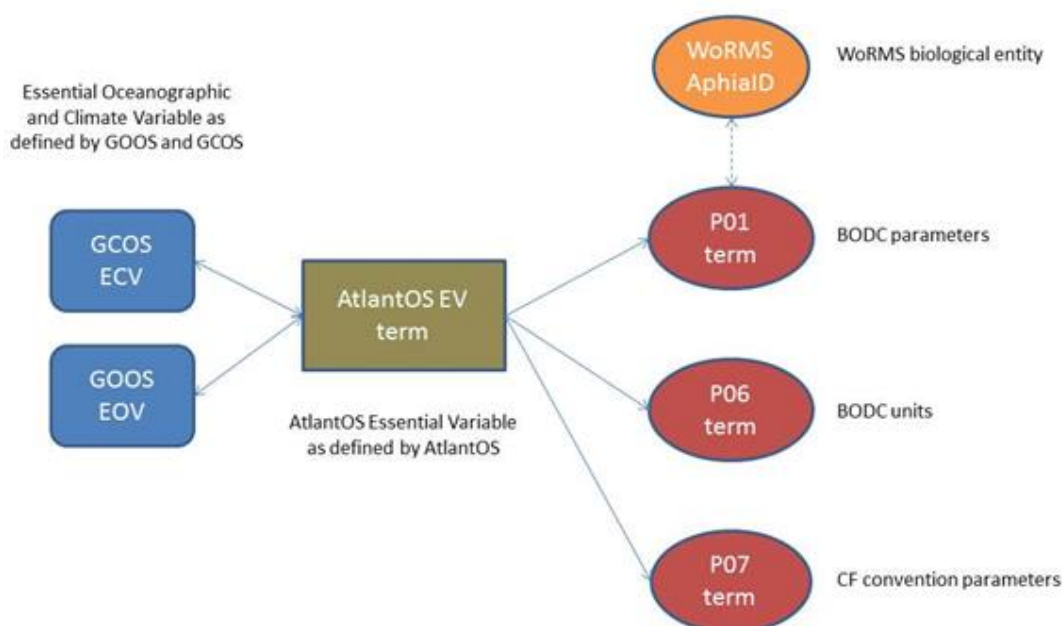 WoRMS
AphiaID
WoRMS biological entity
Essential Oceanographic
and Climate Variable as
defined by GOOS and GCOS
GCOS
ECV
P01
term
BODC parameters
AtlantOS EV
term
GOOS
EOV
P06
term
BODC units
AtlantOS Essential Variable
as defined by AtlantOS
P07
term
CF convention parameters